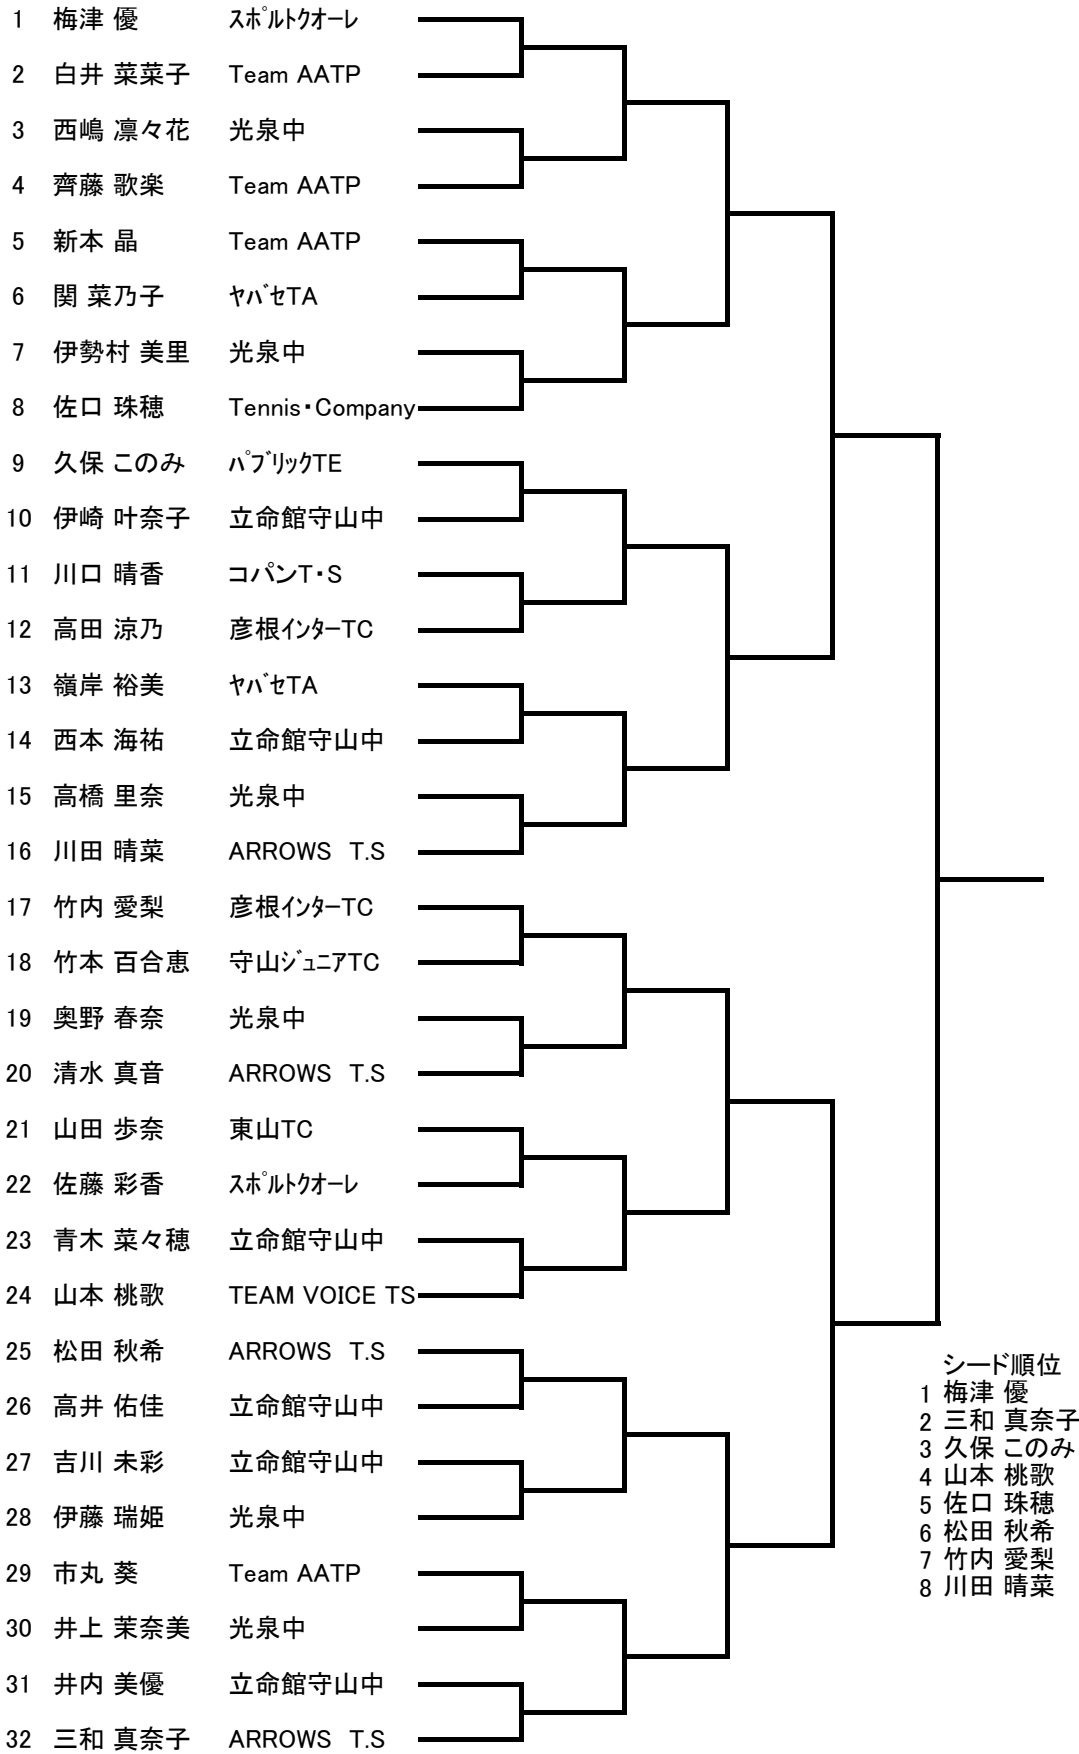 1 梅津 優 ｽﾎﾟﾙﾄｸｵｰﾚ
2 白井 菜菜子 Team AATP
3 西嶋 凛々花 光泉中
4 齊藤 歌楽 Team AATP
5 新本 晶 Team AATP
6 関 菜乃子 ﾔﾊﾞｾTA
7 伊勢村 美里 光泉中
8 佐口 珠穂 Tennis・Company
9 久保 このみ ﾊﾟﾌﾞﾘｯｸTE
10 伊崎 叶奈子 立命館守山中
11 川口 晴香 コパンT・S
12 高田 涼乃 彦根ｲﾝﾀｰTC
13 嶺岸 裕美 ﾔﾊﾞｾTA
14 西本 海祐 立命館守山中
15 高橋 里奈 光泉中
16 川田 晴菜 ARROWS　T.S
17 竹内 愛梨 彦根ｲﾝﾀｰTC
18 竹本 百合恵 守山ｼﾞｭﾆｱTC
19 奥野 春奈 光泉中
20 清水 真音 ARROWS　T.S
21 山田 歩奈 東山TC
22 佐藤 彩香 ｽﾎﾟﾙﾄｸｵｰﾚ
23 青木 菜々穂 立命館守山中
24 山本 桃歌 TEAM VOICE TS
25 松田 秋希 ARROWS　T.S
26 高井 佑佳 立命館守山中
27 吉川 未彩 立命館守山中
28 伊藤 瑞姫 光泉中
29 市丸 葵 Team AATP
30 井上 茉奈美 光泉中
31 井内 美優 立命館守山中
32 三和 真奈子 ARROWS　T.S
シード順位
1 梅津 優
2 三和 真奈子
3 久保 このみ
4 山本 桃歌
5 佐口 珠穂
6 松田 秋希
7 竹内 愛梨
8 川田 晴菜